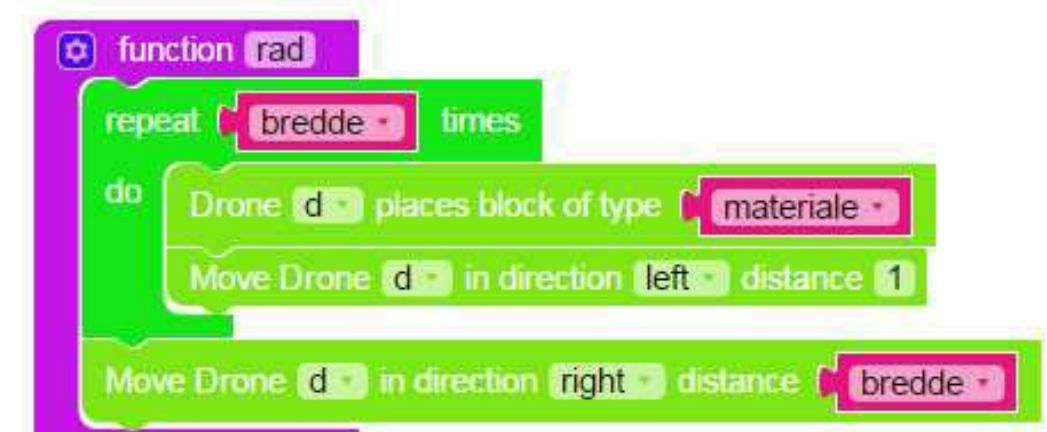 function rad
repeat bredde times
do
Drone d places block of type materiale
Move Drone d in direction left distance 1
Move Drone d in direction right distance bredde